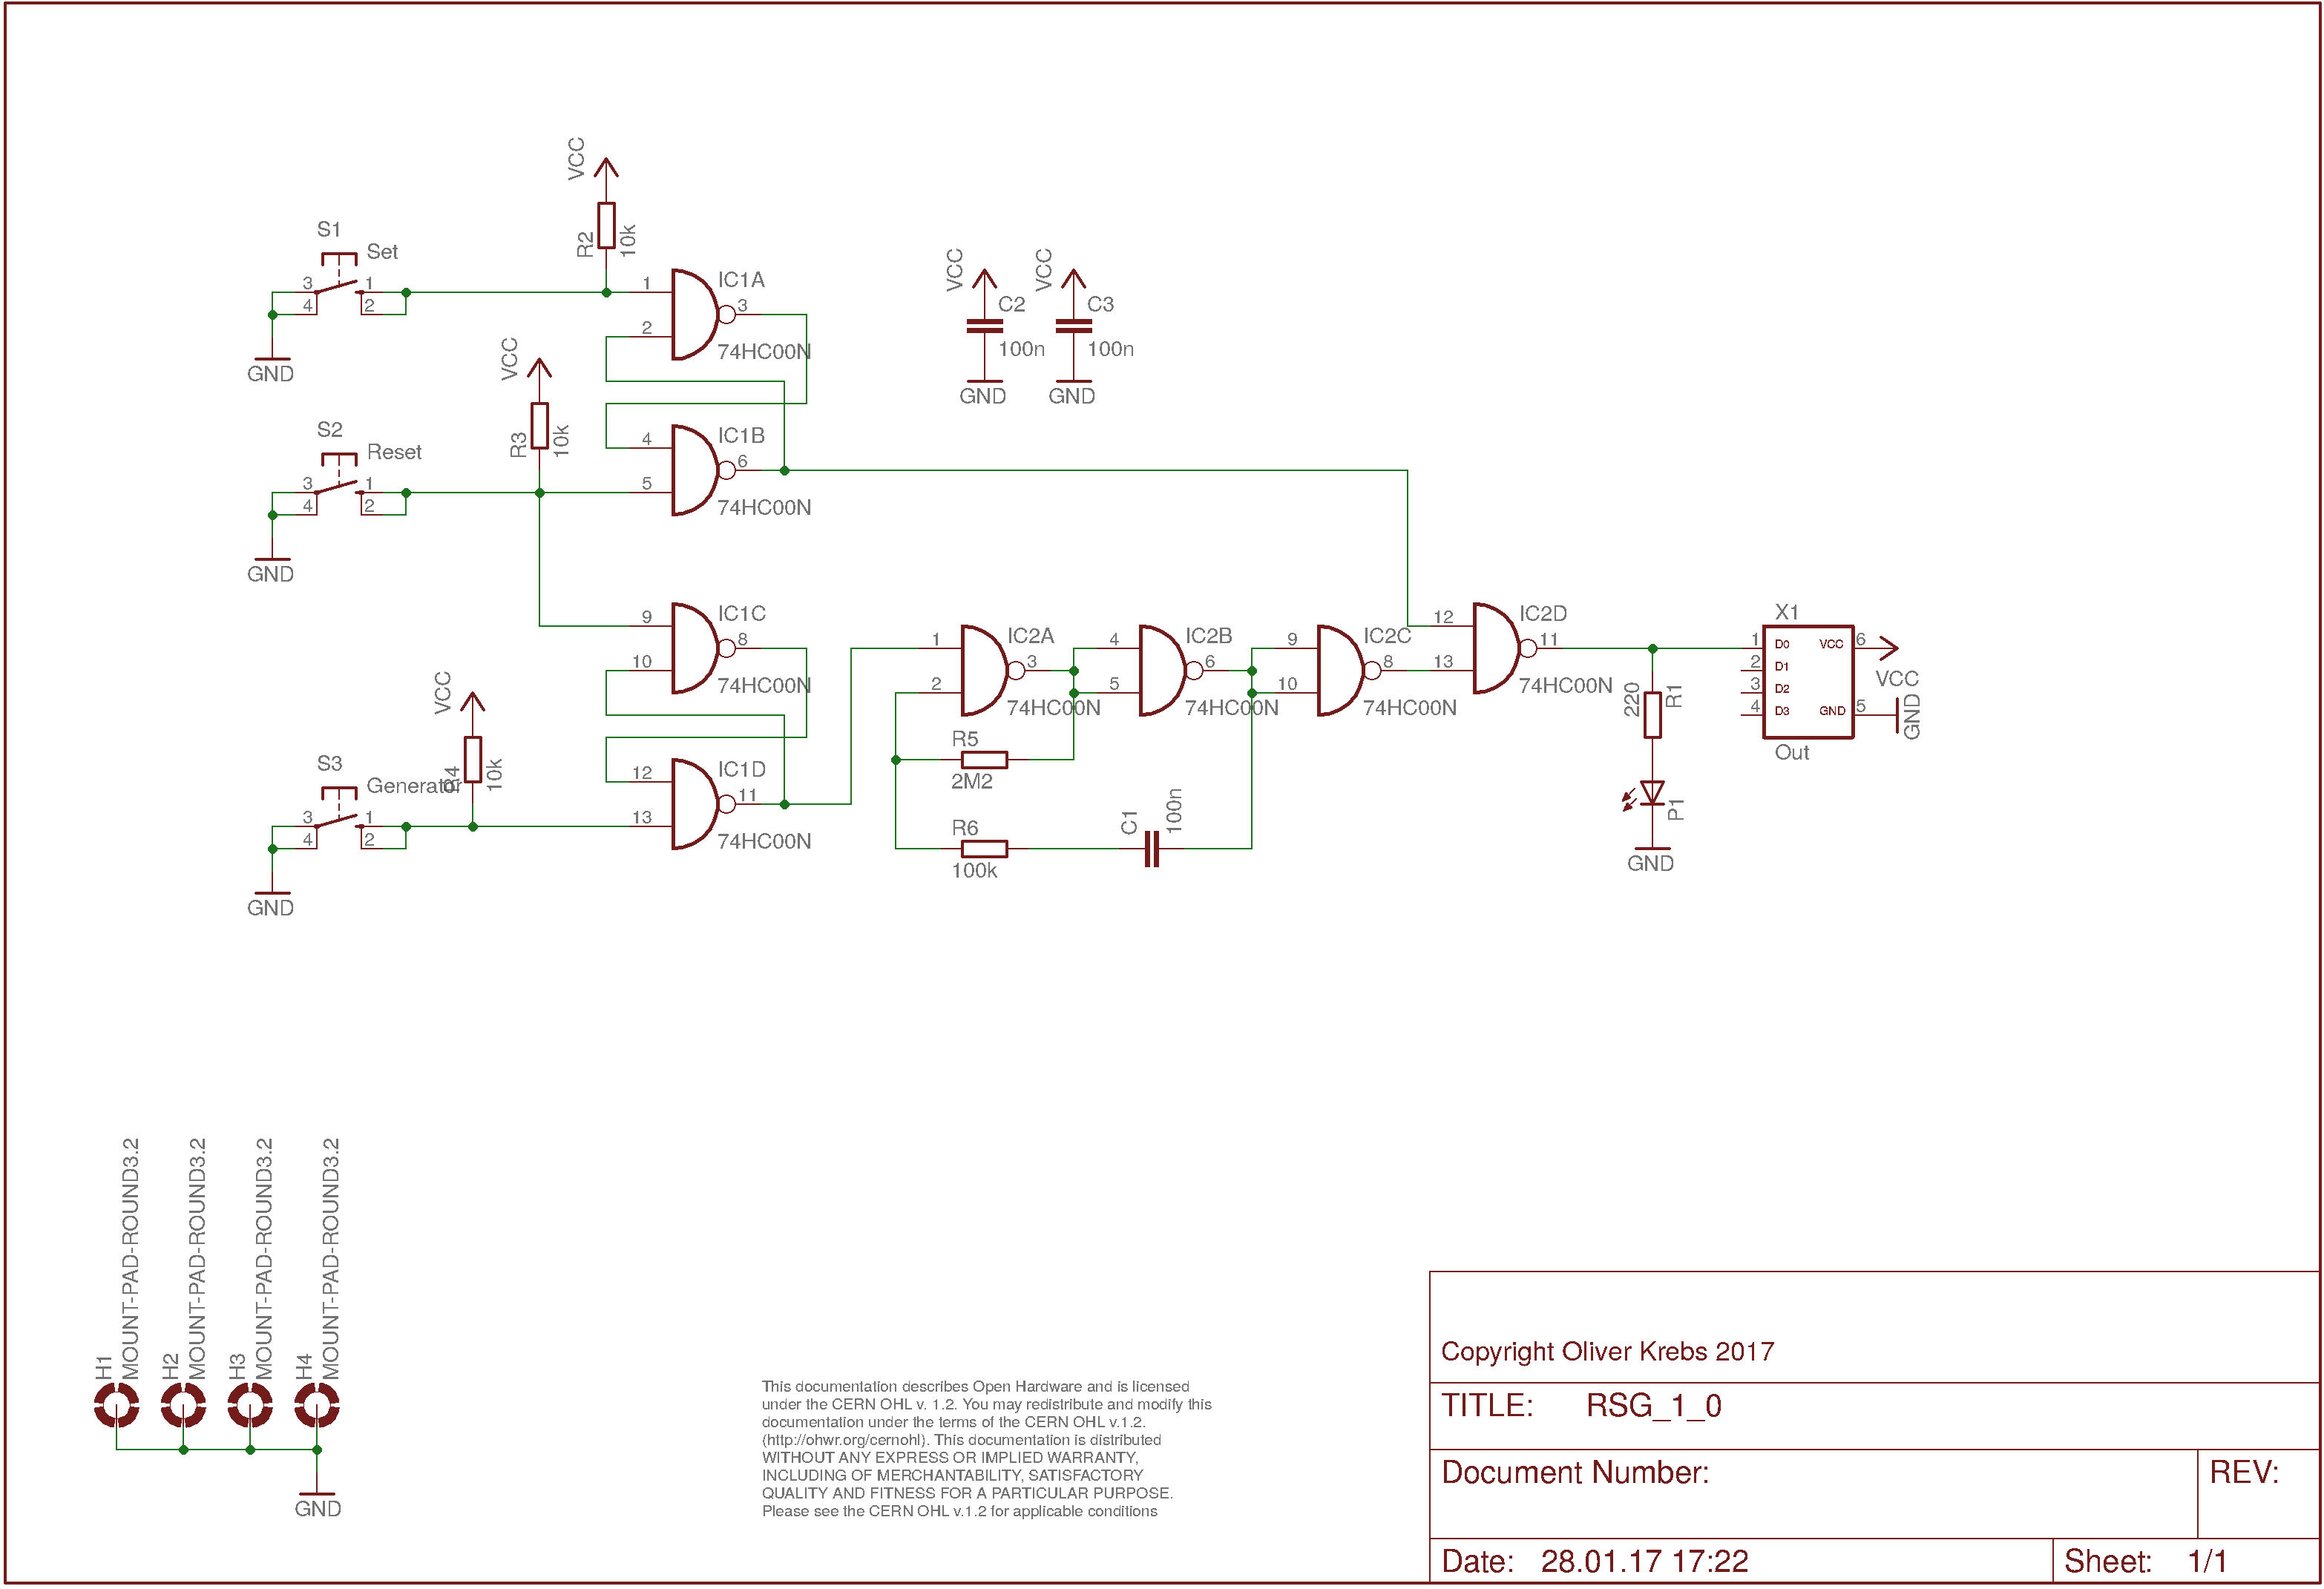 VCC
R2
10k
S1
Set
3
4
1
2
GND
1
2
IC1A
3
74HC00N
VCC
C2
100n
GND
VCC
C3
100n
GND
VCC
R3
10k
S2
Reset
3
4
1
2
GND
4
5
IC1B
6
74HC00N
9
10
IC1C
8
74HC00N
VCC
R4
10k
S3
Generator
3
4
1
2
GND
12
13
IC1D
11
74HC00N
1
2
IC2A
3
74HC00N
R5
2M2
R6
100k
C1
100n
4
5
IC2B
6
74HC00N
9
10
IC2C
8
74HC00N
12
13
IC2D
11
74HC00N
220
R1
P1
GND
X1
1
2
3
4
D0
D1
D2
D3
VCC
GND
6
5
VCC
GND
Out
H1
MOUNT-PAD-ROUND3.2
H2
MOUNT-PAD-ROUND3.2
H3
MOUNT-PAD-ROUND3.2
H4
MOUNT-PAD-ROUND3.2
GND
This documentation describes Open Hardware and is licensed
under the CERN OHL v. 1.2. You may redistribute and modify this
documentation under the terms of the CERN OHL v.1.2.
(http://ohwr.org/cernohl). This documentation is distributed
WITHOUT ANY EXPRESS OR IMPLIED WARRANTY,
INCLUDING OF MERCHANTABILITY, SATISFACTORY
QUALITY AND FITNESS FOR A PARTICULAR PURPOSE.
Please see the CERN OHL v.1.2 for applicable conditions
Copyright Oliver Krebs 2017
TITLE: RSG_1_0
Document Number:
REV:
Date: 28.01.17 17:22
Sheet: 1/1